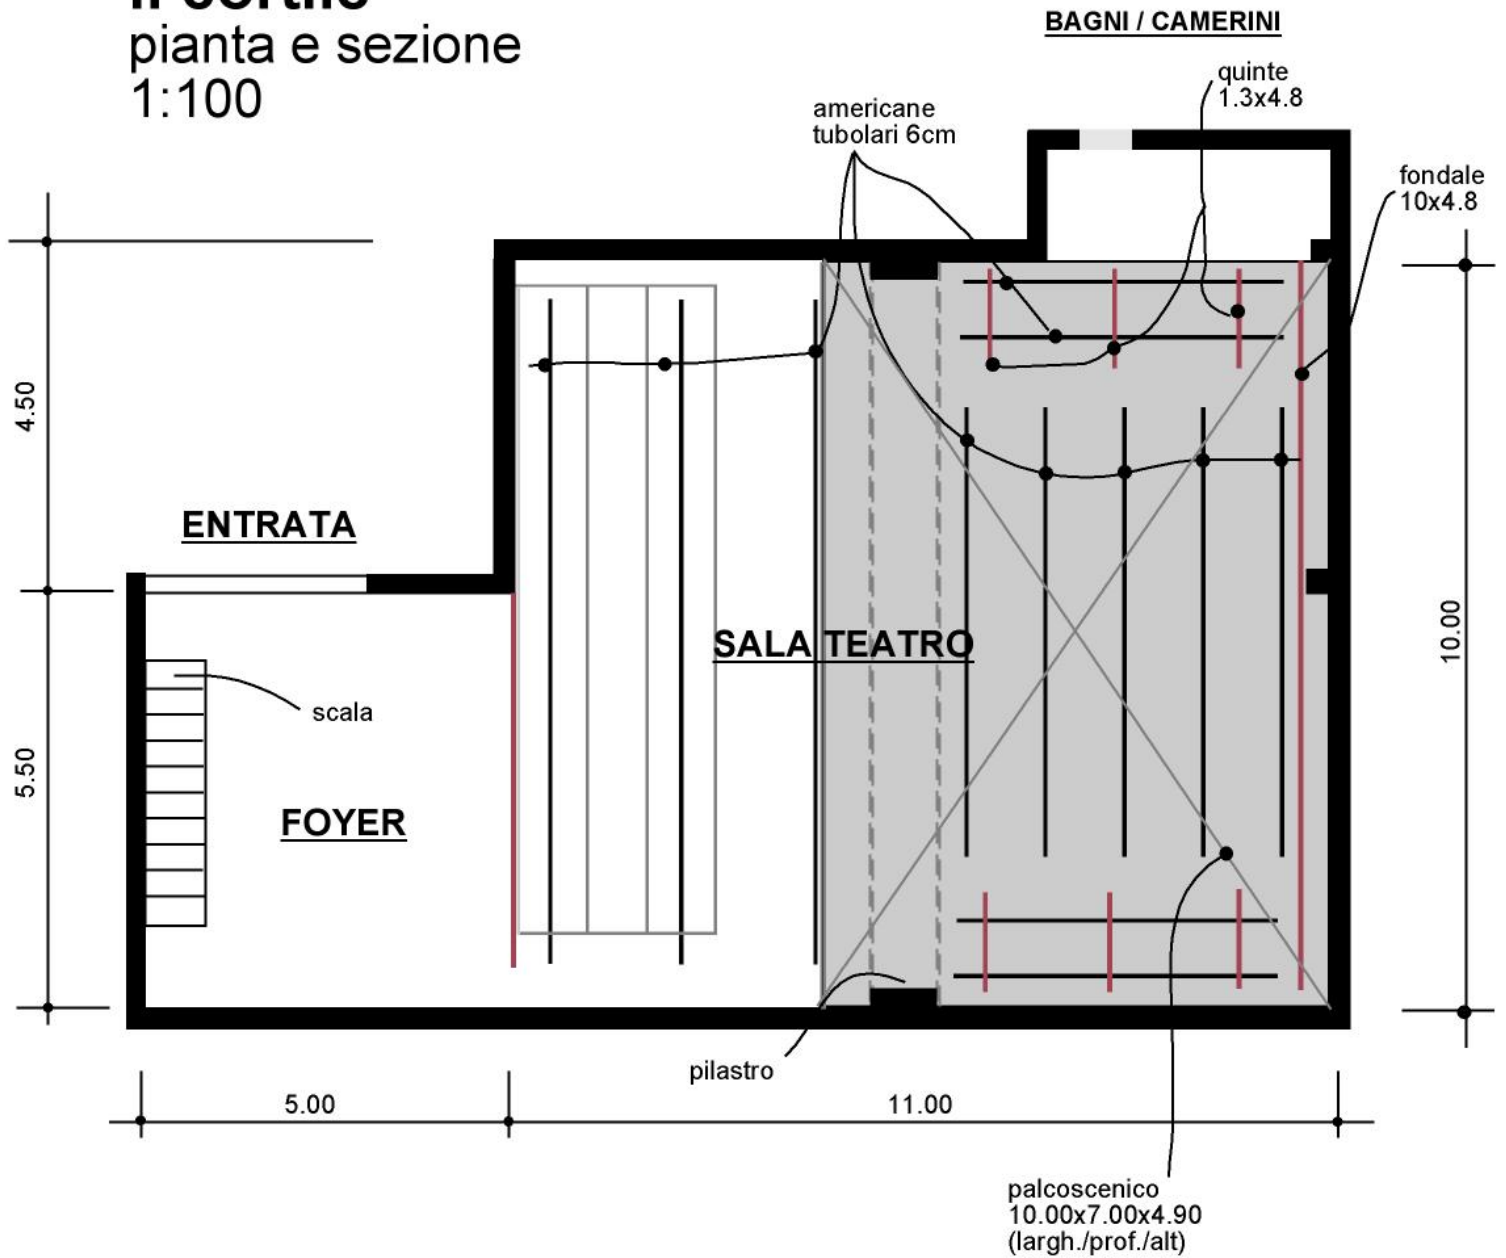 pianta e sezione
1:100
BAGNI / CAMERINI
quinte
1.3x4.8
americane
tubolari 6cm
fondale
10x4.8
4.50
ENTRATA
10.00
SALA TEATRO
scala
5.50
FOYER
pilastro
5.00
11.00
palcoscenico
10.00x7.00x4.90
(largh./prof./alt)